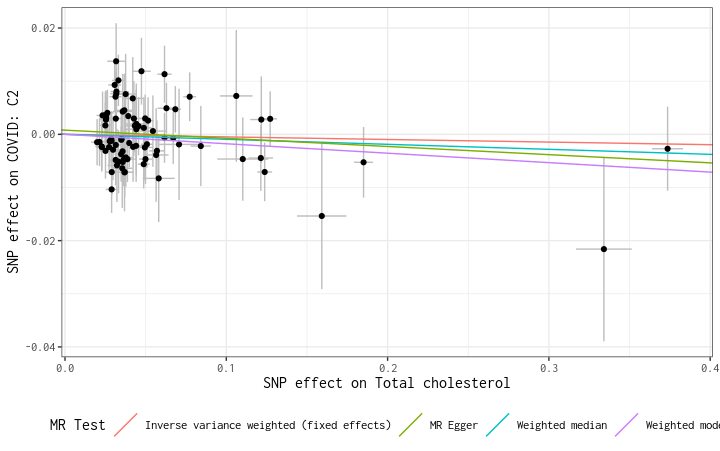 0.02
0.00
-0.02
-0.04
SNP effect on COVID: C2
0.0 0.1 0.2 0.3 0.4
SNP effect on Total cholesterol
MR Test Inverse variance weighted (fixed effects) MR Egger Weighted median Weighted mode